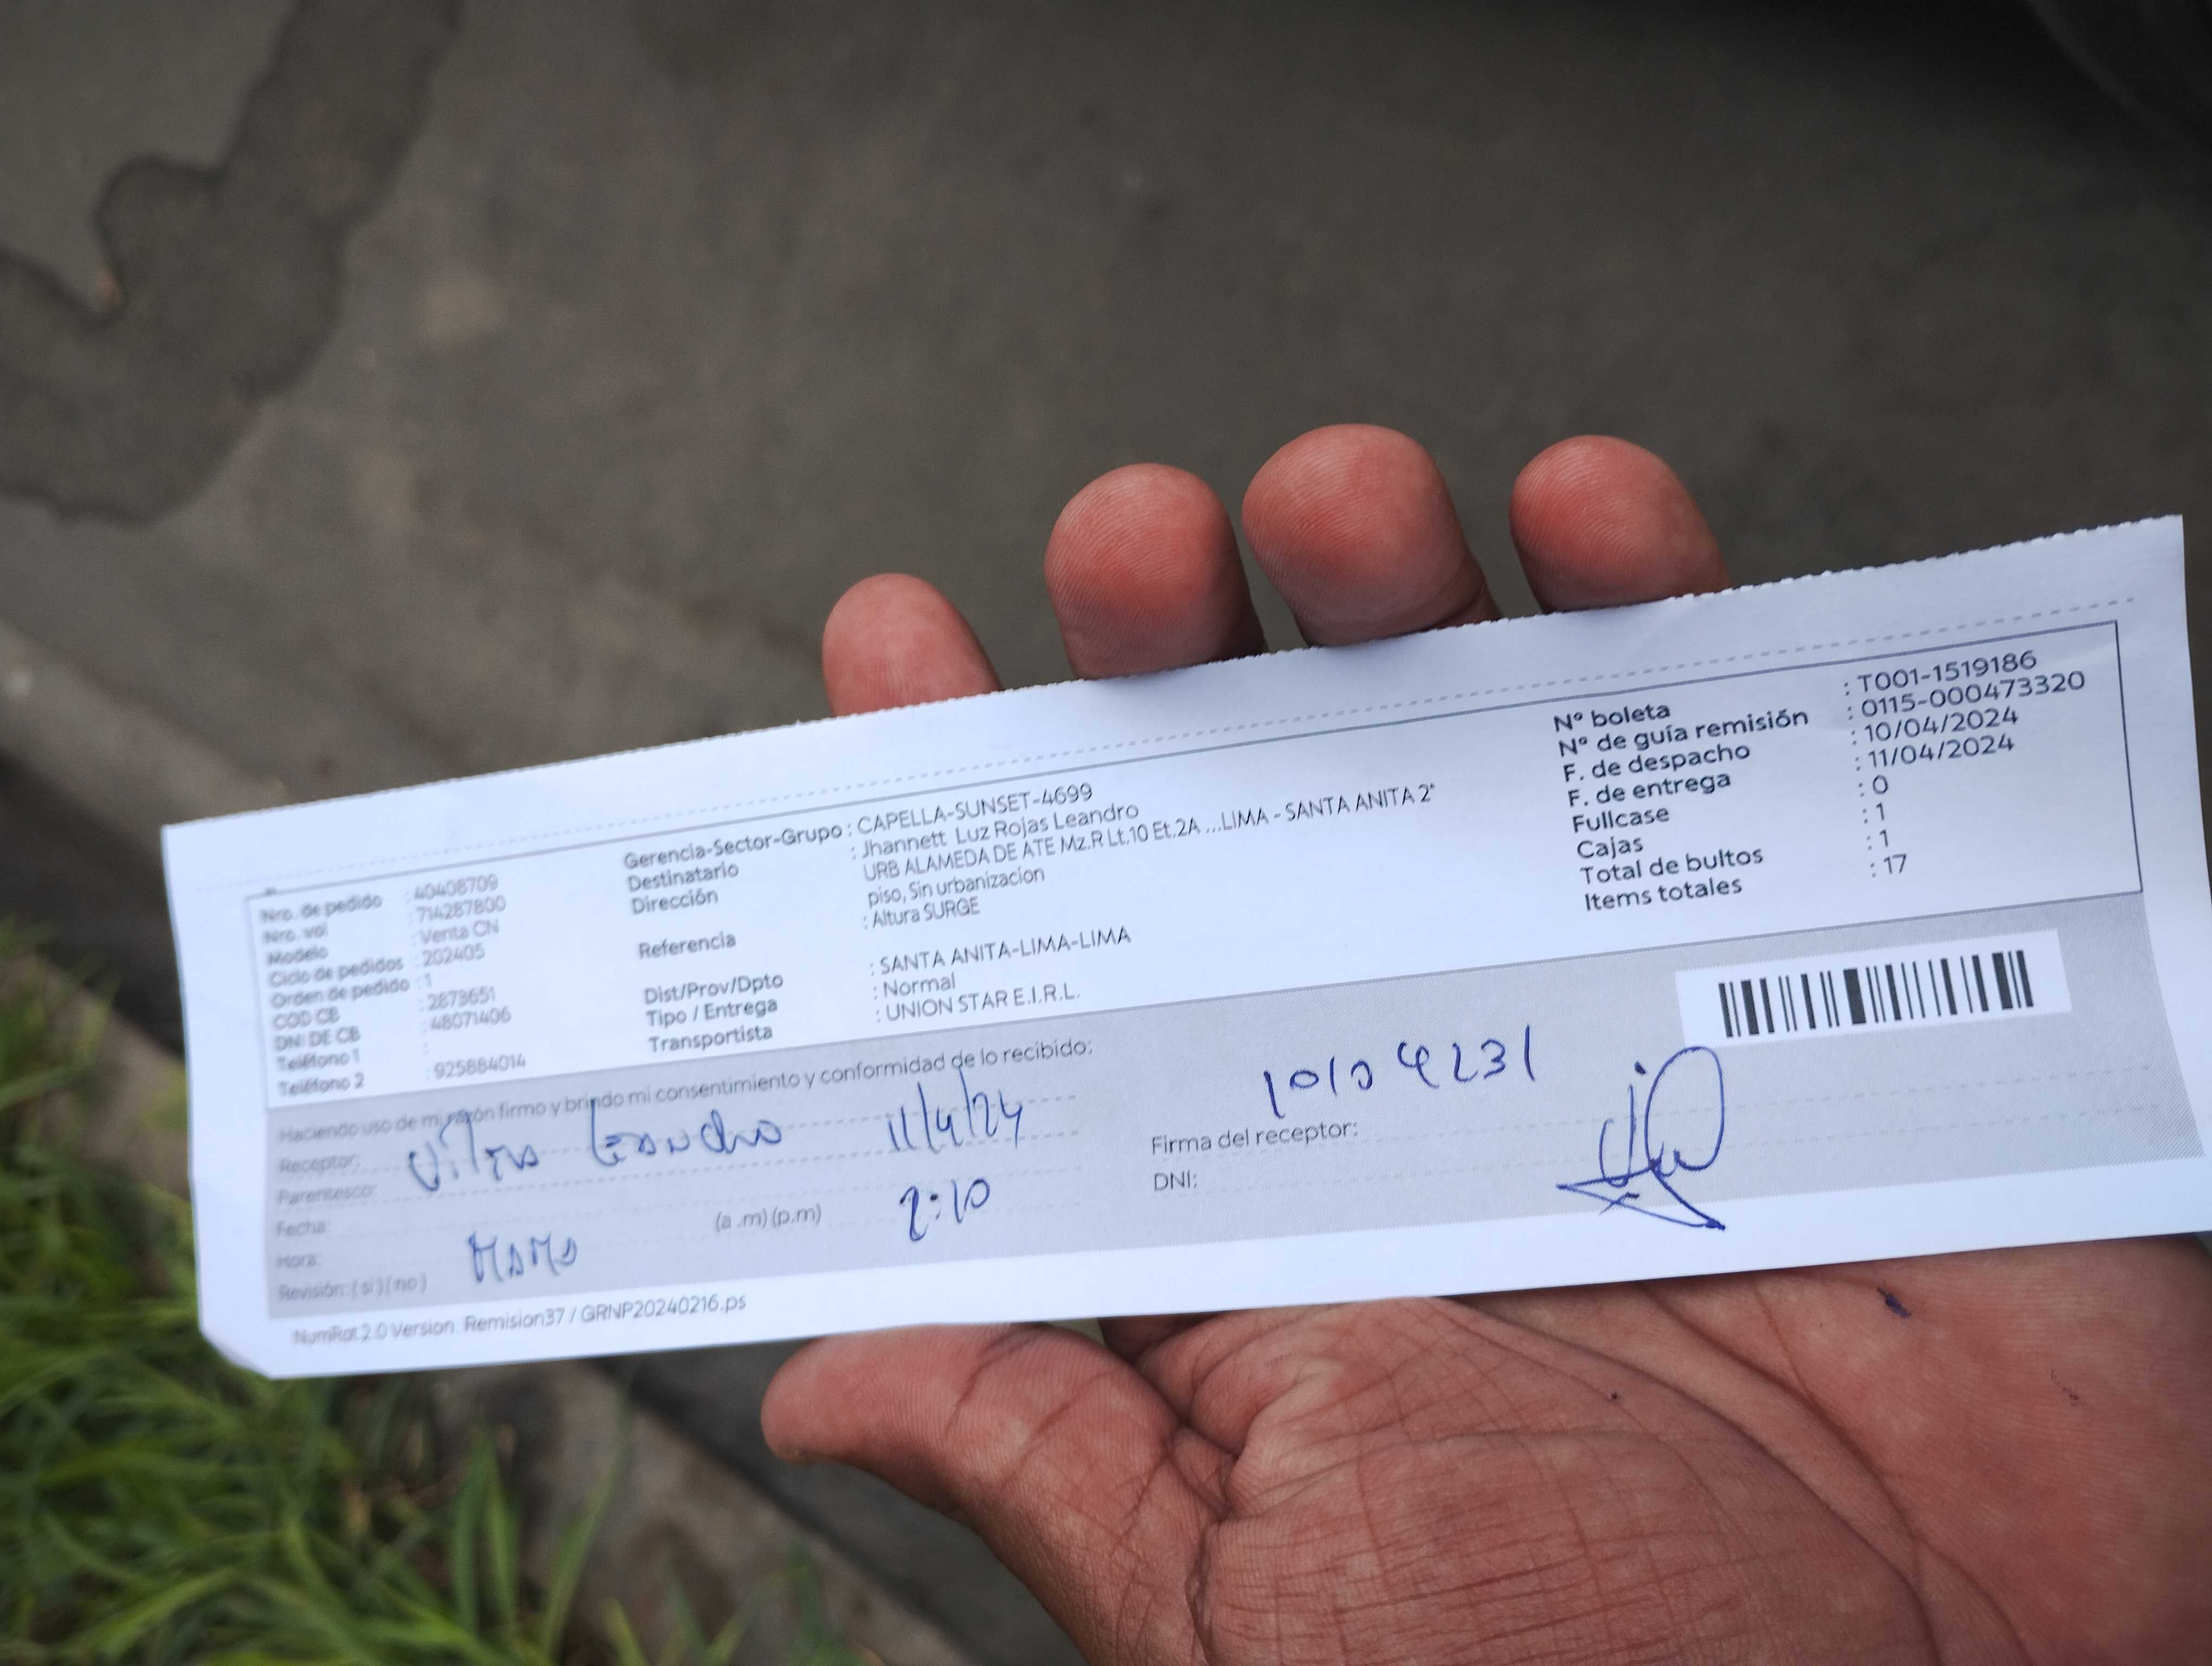 Nro. de pedido : 40408709
Nro. vol : 714287800
Modelo : Venta CN
Ciclo de pedidos : 202405
Orden de pedido : 1
COD CB : 2873651
DNI DE CB : 48071406
Teléfono 1 :
Teléfono 2 : 925884014
Gerencia-Sector-Grupo : CAPELLA-SUNSET-4699
Destinatario : Jhannett Luz Rojas Leandro
Dirección URB ALAMEDA DE ATE Mz.R Lt.10 Et.2A ...LIMA - SANTA ANITA 2°
piso, Sin urbanizacion
Referencia : Altura SURGE
Dist/Prov/Dpto : SANTA ANITA-LIMA-LIMA
Tipo / Entrega : Normal
Transportista : UNION STAR E.I.R.L.
N° boleta : T001-1519186
N° de guía remisión : 0115-000473320
F. de despacho : 10/04/2024
F. de entrega : 11/04/2024
Fullcase : 0
Cajas : 1
Total de bultos : 1
Items totales : 17
Haciendo uso de mi razón firmo y brindo mi consentimiento y conformidad de lo recibido:
Receptor: Leandro 11/4/24
Parentesco:
Fecha:
Hora: (a .m) (p.m) 2:10
Revisión: ( si ) ( no ) MAMA
10104231
Firma del receptor:
DNI:
NumRot 2.0 Version: Remision37 / GRNP20240216.ps